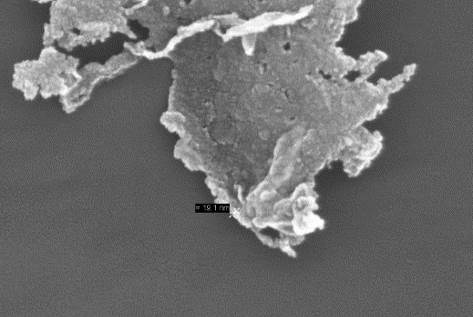 = 19.1 nm